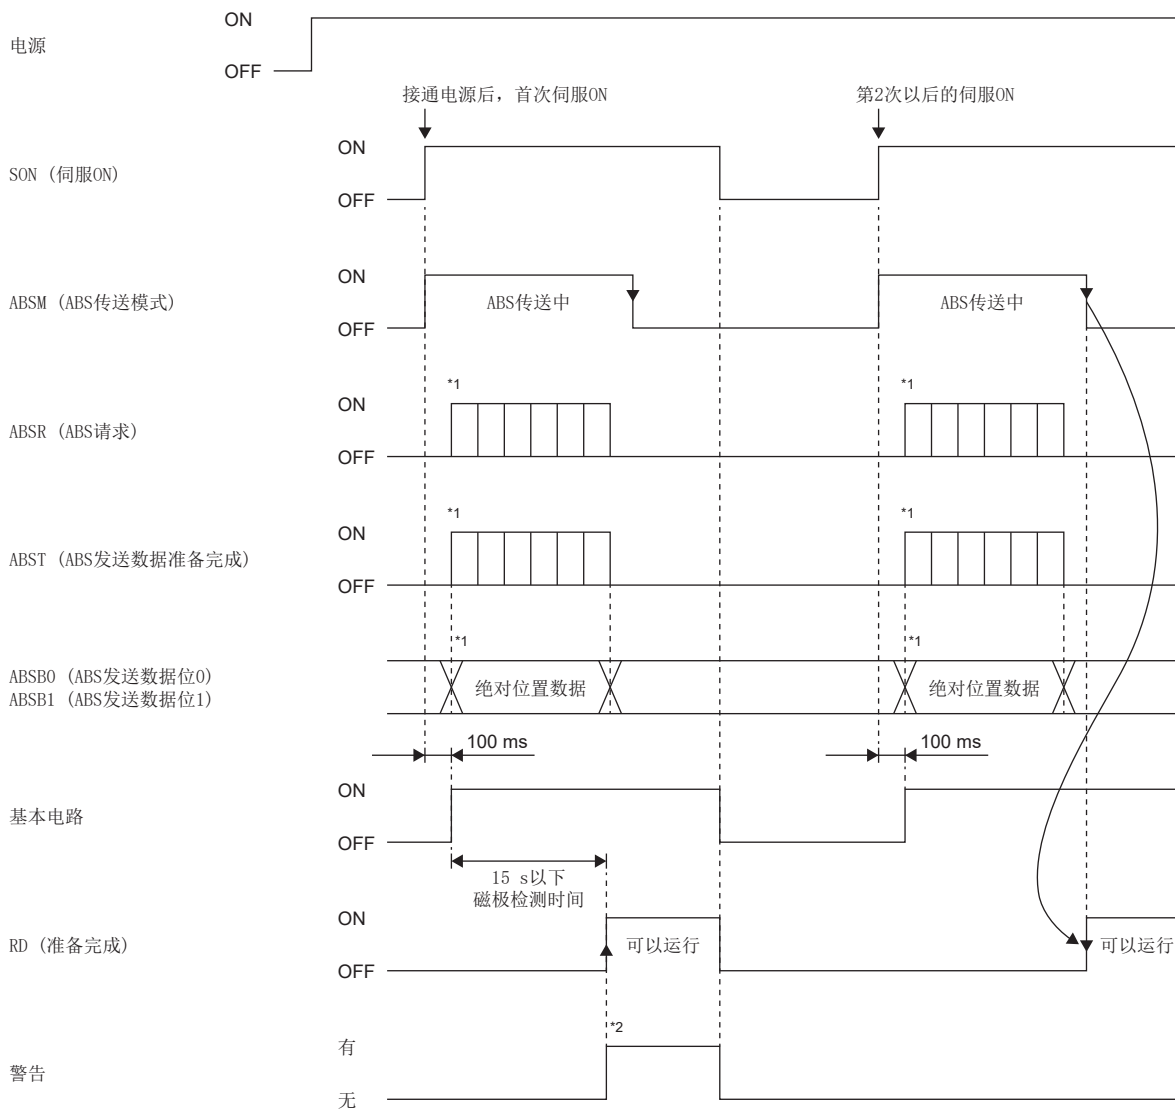 ON
电源
OFF
接通电源后，首次伺服ON
第2次以后的伺服ON
ON
SON (伺服ON)
OFF
ON
ABSM (ABS传送模式)
ABS传送中
ABS传送中
OFF
*1
*1
ON
ABSR (ABS请求)
OFF
*1
*1
ON
ABST (ABS发送数据准备完成)
OFF
*1
*1
ABSB0 (ABS发送数据位0)
ABSB1 (ABS发送数据位1)
绝对位置数据
绝对位置数据
100 ms
100 ms
ON
基本电路
OFF
15 s以下
磁极检测时间
ON
RD (准备完成)
可以运行
可以运行
OFF
*2
有
警告
无